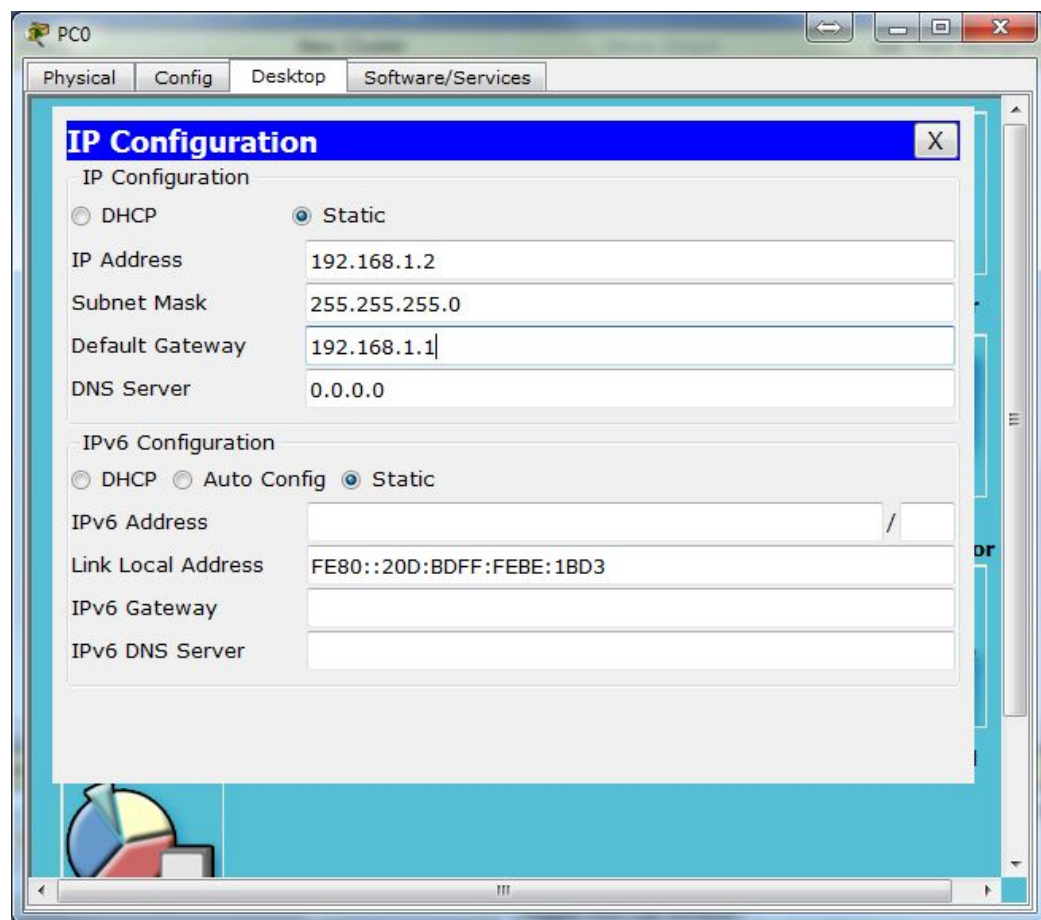 PC0
Physical Config Desktop Software/Services
IP Configuration X
IP Configuration
DHCP Static
IP Address 192.168.1.2
Subnet Mask 255.255.255.0
Default Gateway 192.168.1.1
DNS Server 0.0.0.0
IPv6 Configuration
DHCP Auto Config Static
IPv6 Address /
Link Local Address FE80::20D:BDFF:FEBE:1BD3
IPv6 Gateway
IPv6 DNS Server
or